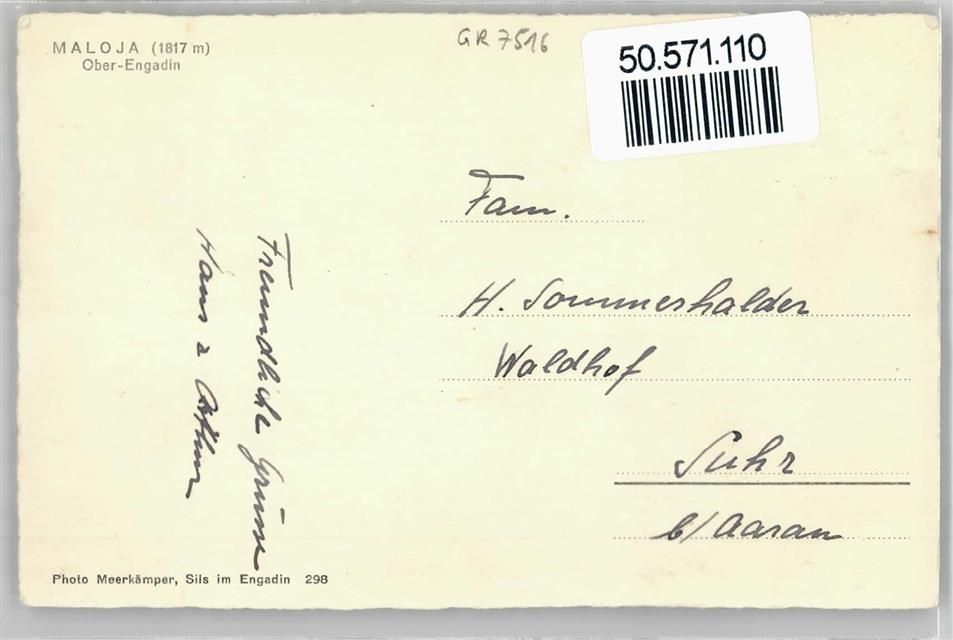 MALOJA (1817 m)
Ober-Engadin
GR 7516
50.571.110
Fam.
H. Sommerhalder
Waldhof
Suhr
b/ Aarau
Freundliche Grüsse
Hans & Arthur
Photo Meerkämper, Sils im Engadin 298